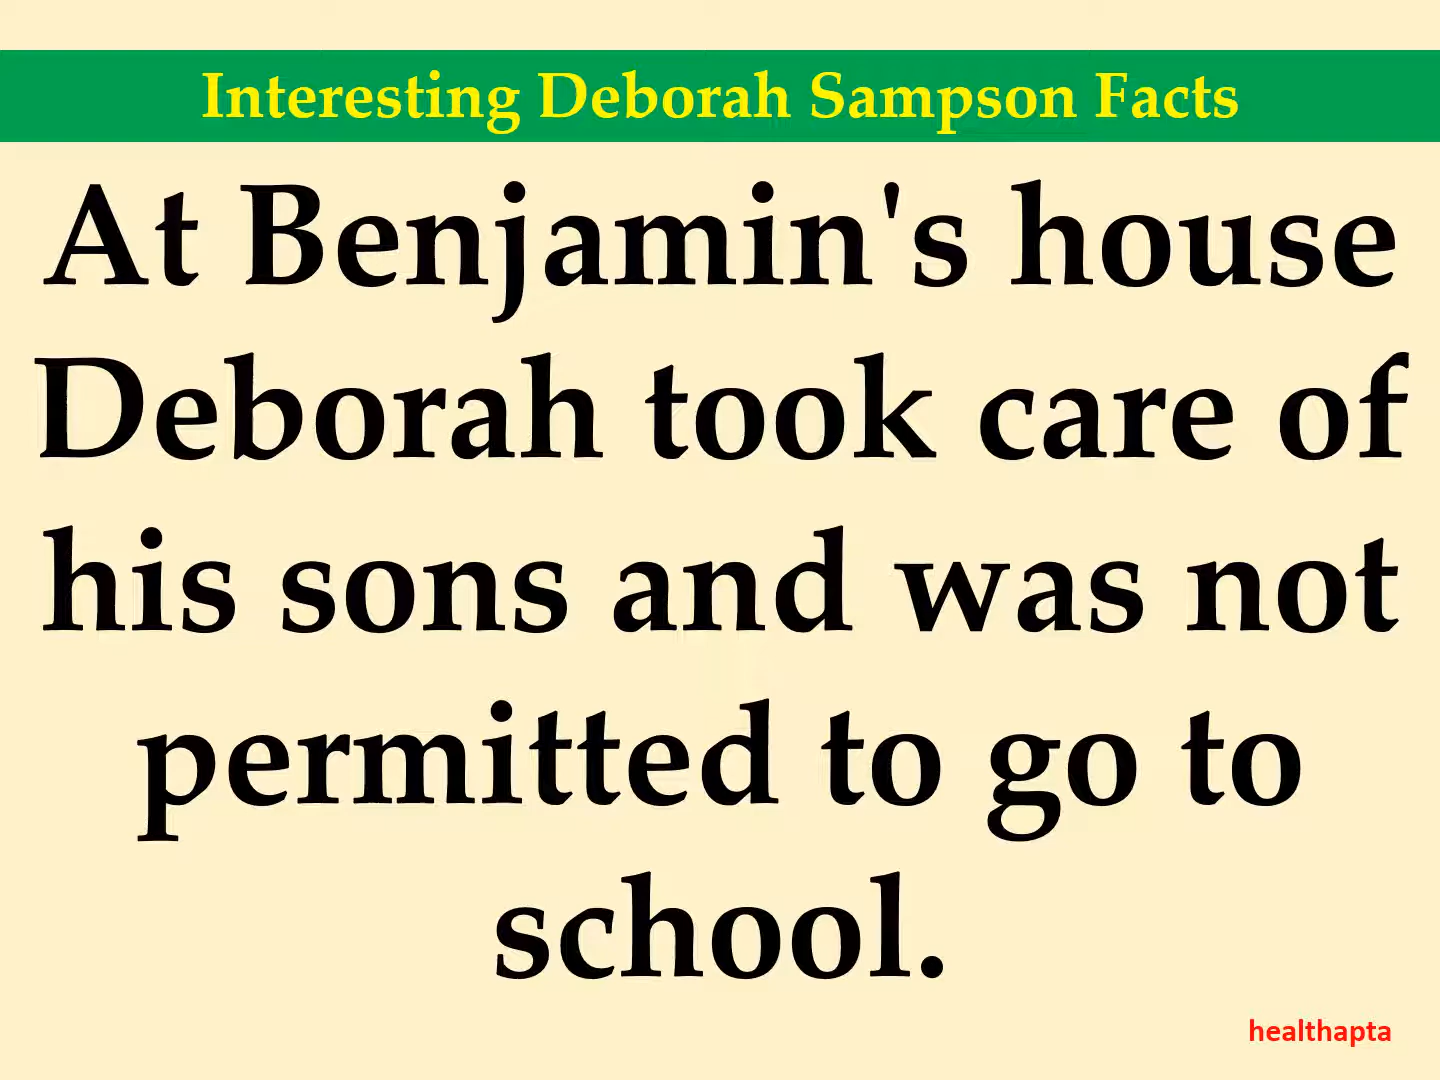 Interesting Deborah Sampson Facts
At Benjamin's house
Deborah took care of
his sons and was not
permitted to go to
school.
healthapta